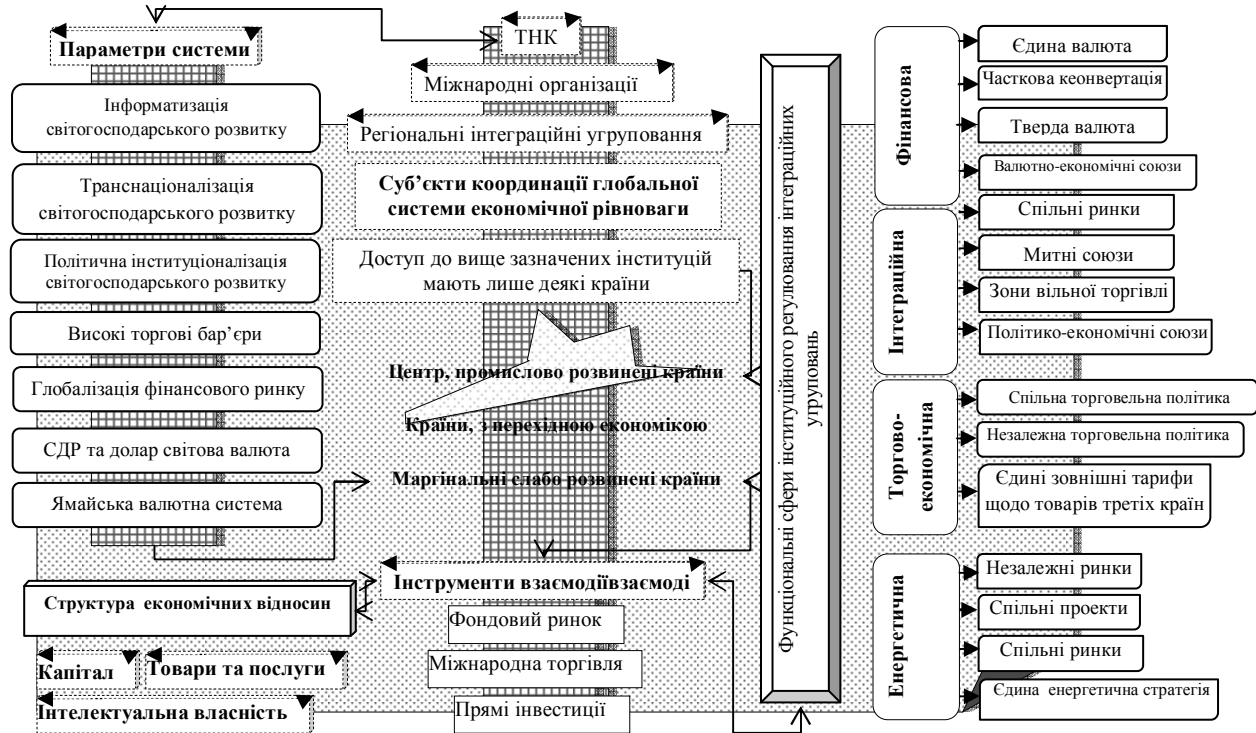 Параметри системи
Інформатизація
світогосподарського розвитку
Транснаціоналізація
світогосподарського розвитку
Політична інституціоналізація
світогосподарського розвитку
Високі торгові бар’єри
Глобалізація фінансового ринку
СДР та долар світова валюта
Ямайська валютна система
Структура економічних відносин
Капітал
Товари та послуги
Інтелектуальна власність
ТНК
Міжнародні організації
Регіональні інтеграційні угруповання
Суб’єкти координації глобальної
системи економічної рівноваги
Доступ до вище зазначених інституцій
мають лише деякі країни
Центр, промислово розвинені країни
Країни, з перехідною економікою
Маргінальні слабо розвинені країни
Інструменти взаємодіївзаємоді
Фондовий ринок
Міжнародна торгівля
Прямі інвестиції
Функціональні сфери інституційного регулювання інтеграційних
угруповань
Фінансова
Єдина валюта
Часткова кеонвертація
Тверда валюта
Валютно-економічні союзи
Інтеграційна
Спільні ринки
Митні союзи
Зони вільної торгівлі
Політико-економічні союзи
Торгово-
економічна
Спільна торговельна політика
Незалежна торговельна політика
Єдині зовнішні тарифи
щодо товарів третіх країн
Енергетична
Незалежні ринки
Спільні проекти
Спільні ринки
Єдина енергетична стратегія